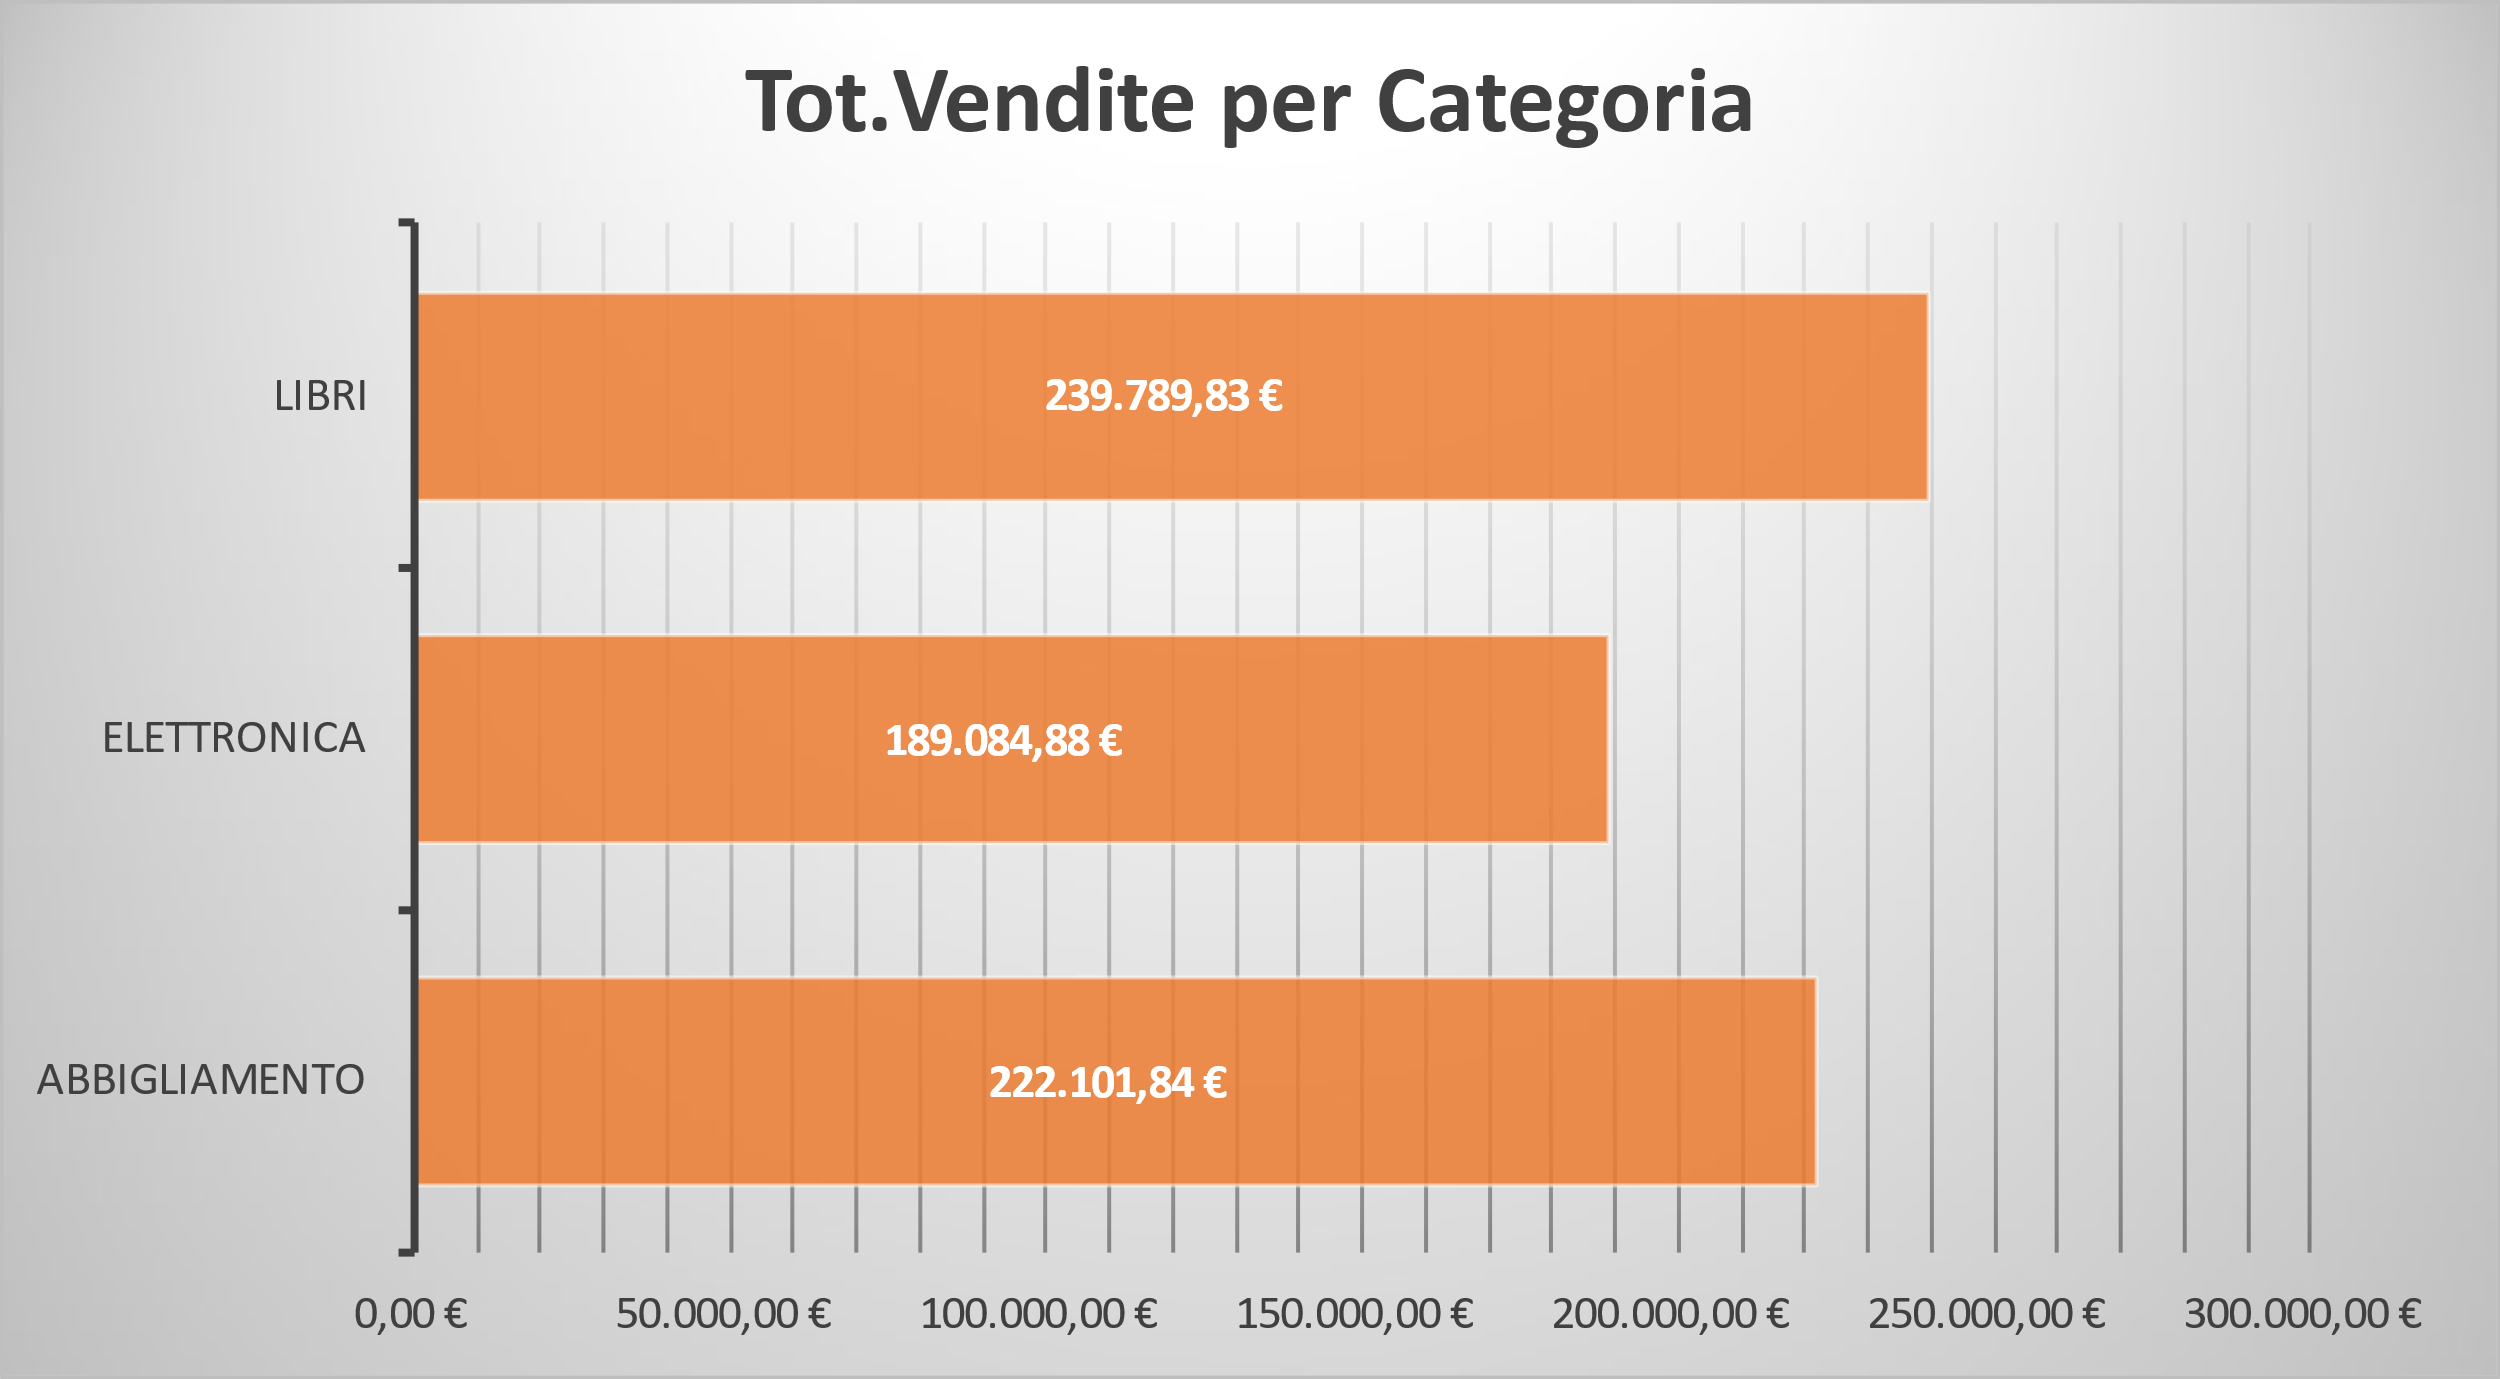 Tot.Vendite per Categoria
LIBRI
239.789,83 €
ELETTRONICA
189.084,88 €
ABBIGLIAMENTO
222.101,84 €
0,00 €
50.000,00 €
100.000,00 €
150.000,00 €
200.000,00 €
250.000,00 €
300.000,00 €